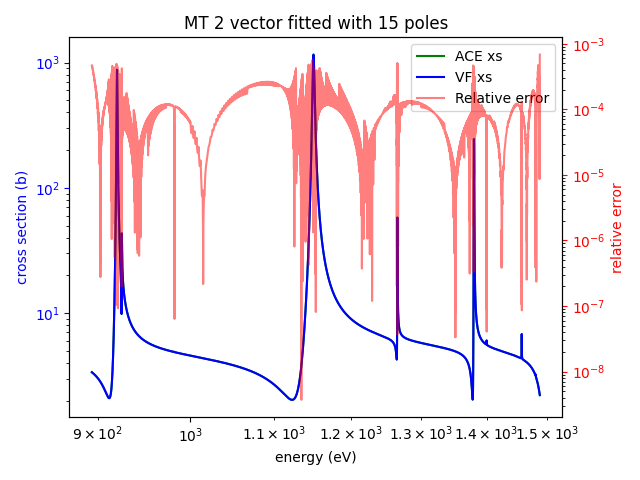 MT 2 vector fitted with 15 poles
ACE xs
VF xs
Relative error
cross section (b)
10³
10²
10¹
relative error
10⁻³
10⁻⁴
10⁻⁵
10⁻⁶
10⁻⁷
10⁻⁸
9 × 10² 10³ 1.1 × 10³ 1.2 × 10³ 1.3 × 10³ 1.4 × 10³ 1.5 × 10³
energy (eV)